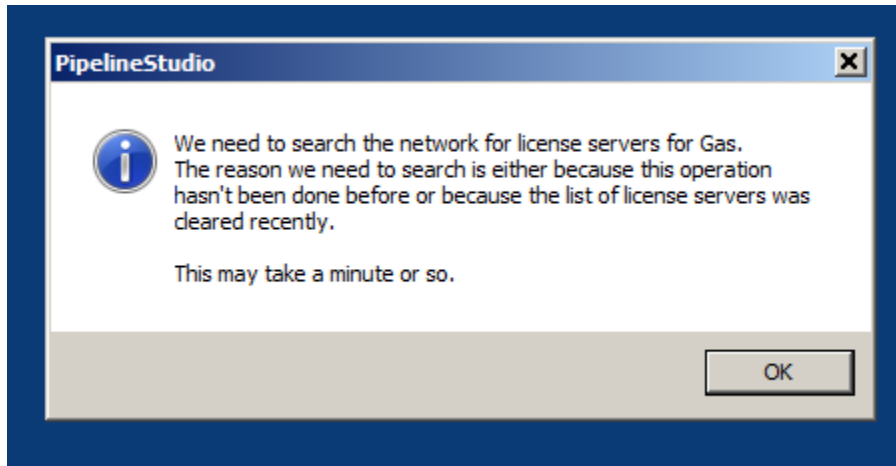 PipelineStudio
We need to search the network for license servers for Gas.
The reason we need to search is either because this operation
hasn't been done before or because the list of license servers was
cleared recently.
This may take a minute or so.
OK